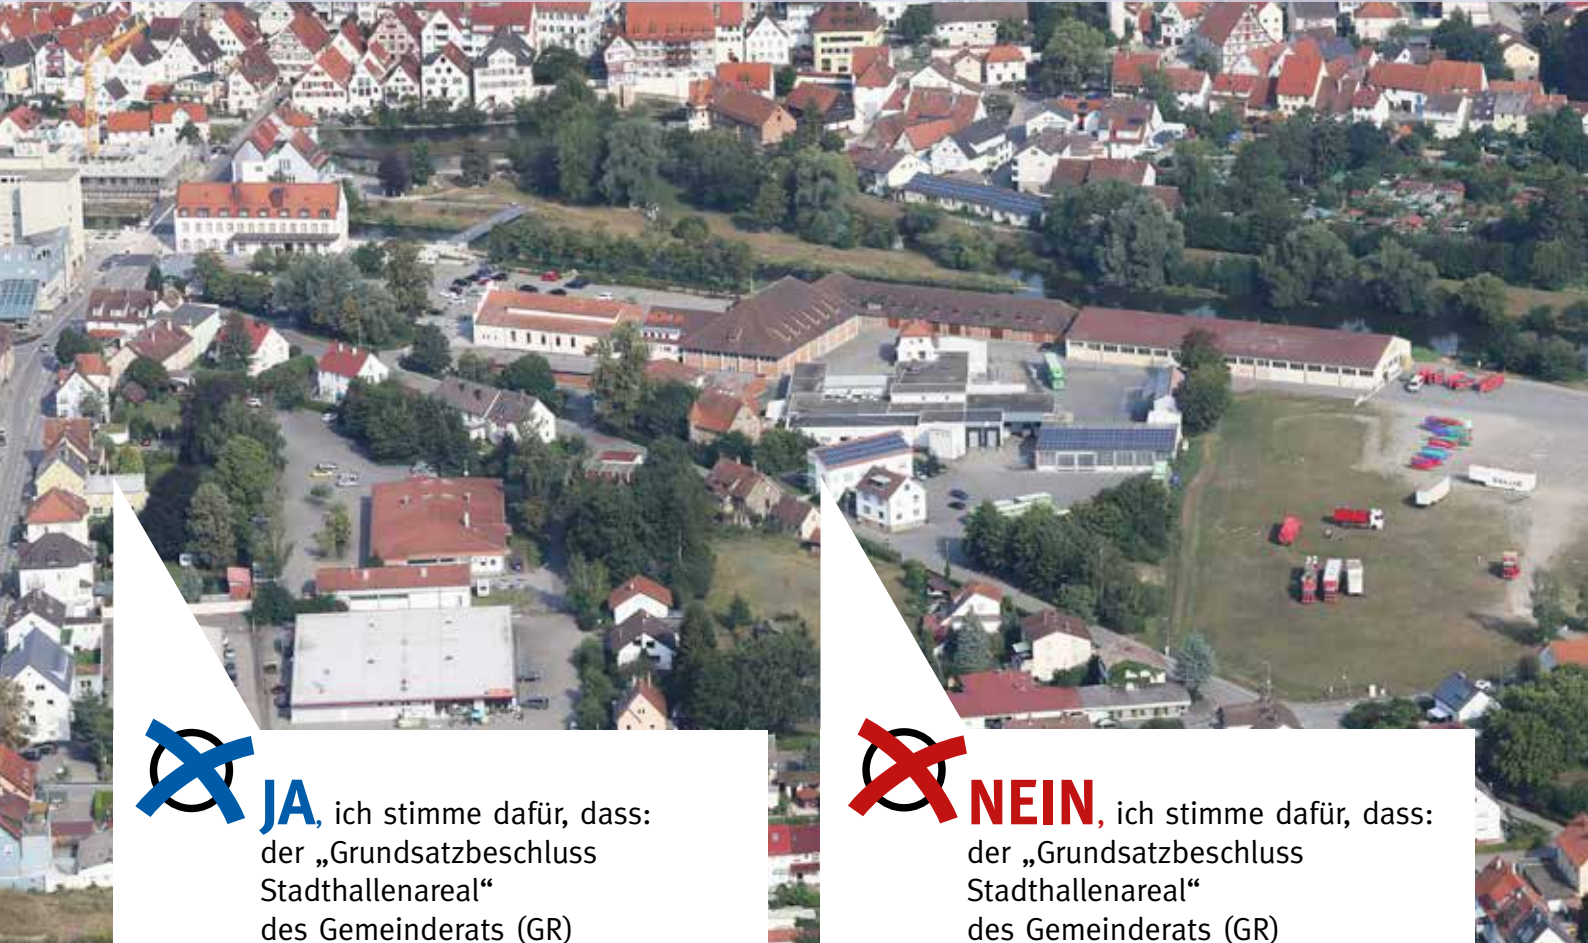 JA, ich stimme dafür, dass:
der „Grundsatzbeschluss
Stadthallenareal“
des Gemeinderats (GR)
NEIN, ich stimme dafür, dass:
der „Grundsatzbeschluss
Stadthallenareal“
des Gemeinderats (GR)